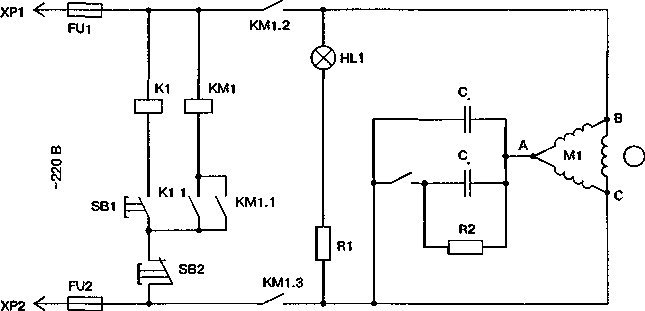 XP1
FU1
KM1.2
HL1
K1
KM1
C.
B
A
M1
~220 В
C.
C
SB1
K1 1
KM1.1
R2
R1
SB2
FU2
KM1.3
XP2